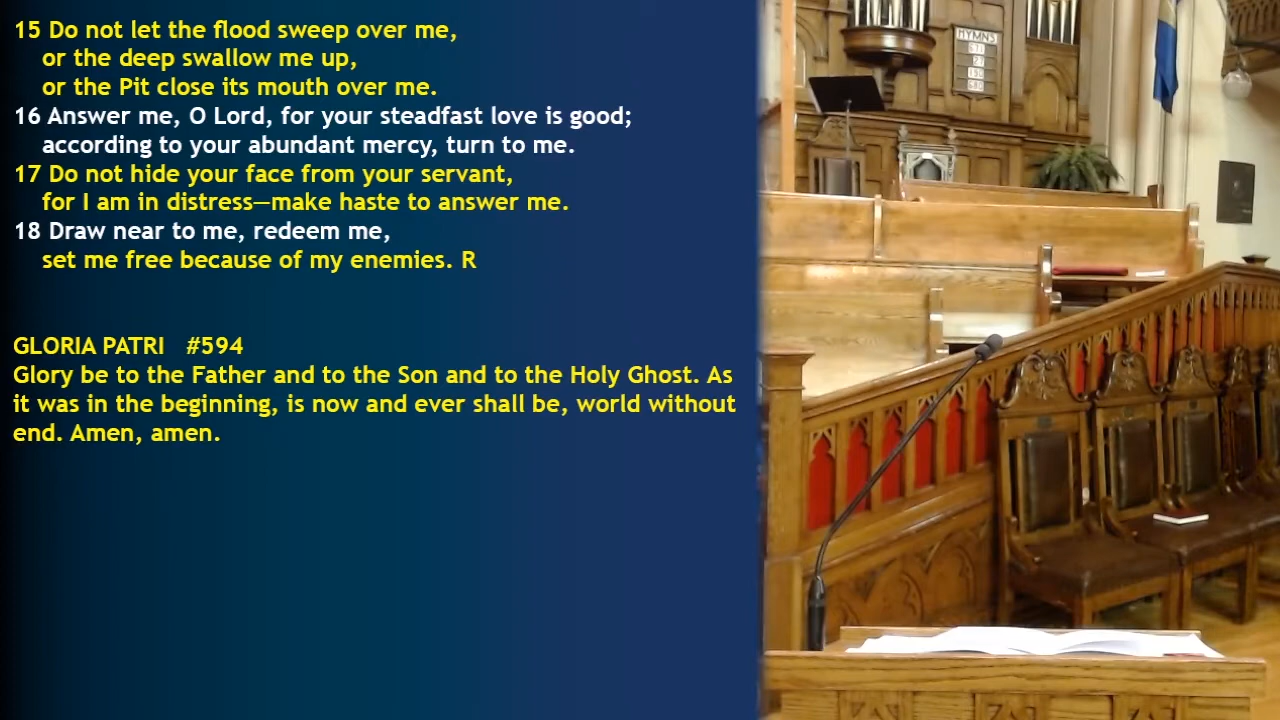 15 Do not let the flood sweep over me,
or the deep swallow me up,
or the Pit close its mouth over me.
16 Answer me, O Lord, for your steadfast love is good;
according to your abundant mercy, turn to me.
17 Do not hide your face from your servant,
for I am in distress—make haste to answer me.
18 Draw near to me, redeem me,
set me free because of my enemies. R
GLORIA PATRI #594
Glory be to the Father and to the Son and to the Holy Ghost. As
it was in the beginning, is now and ever shall be, world without
end. Amen, amen.
HYMNS
27